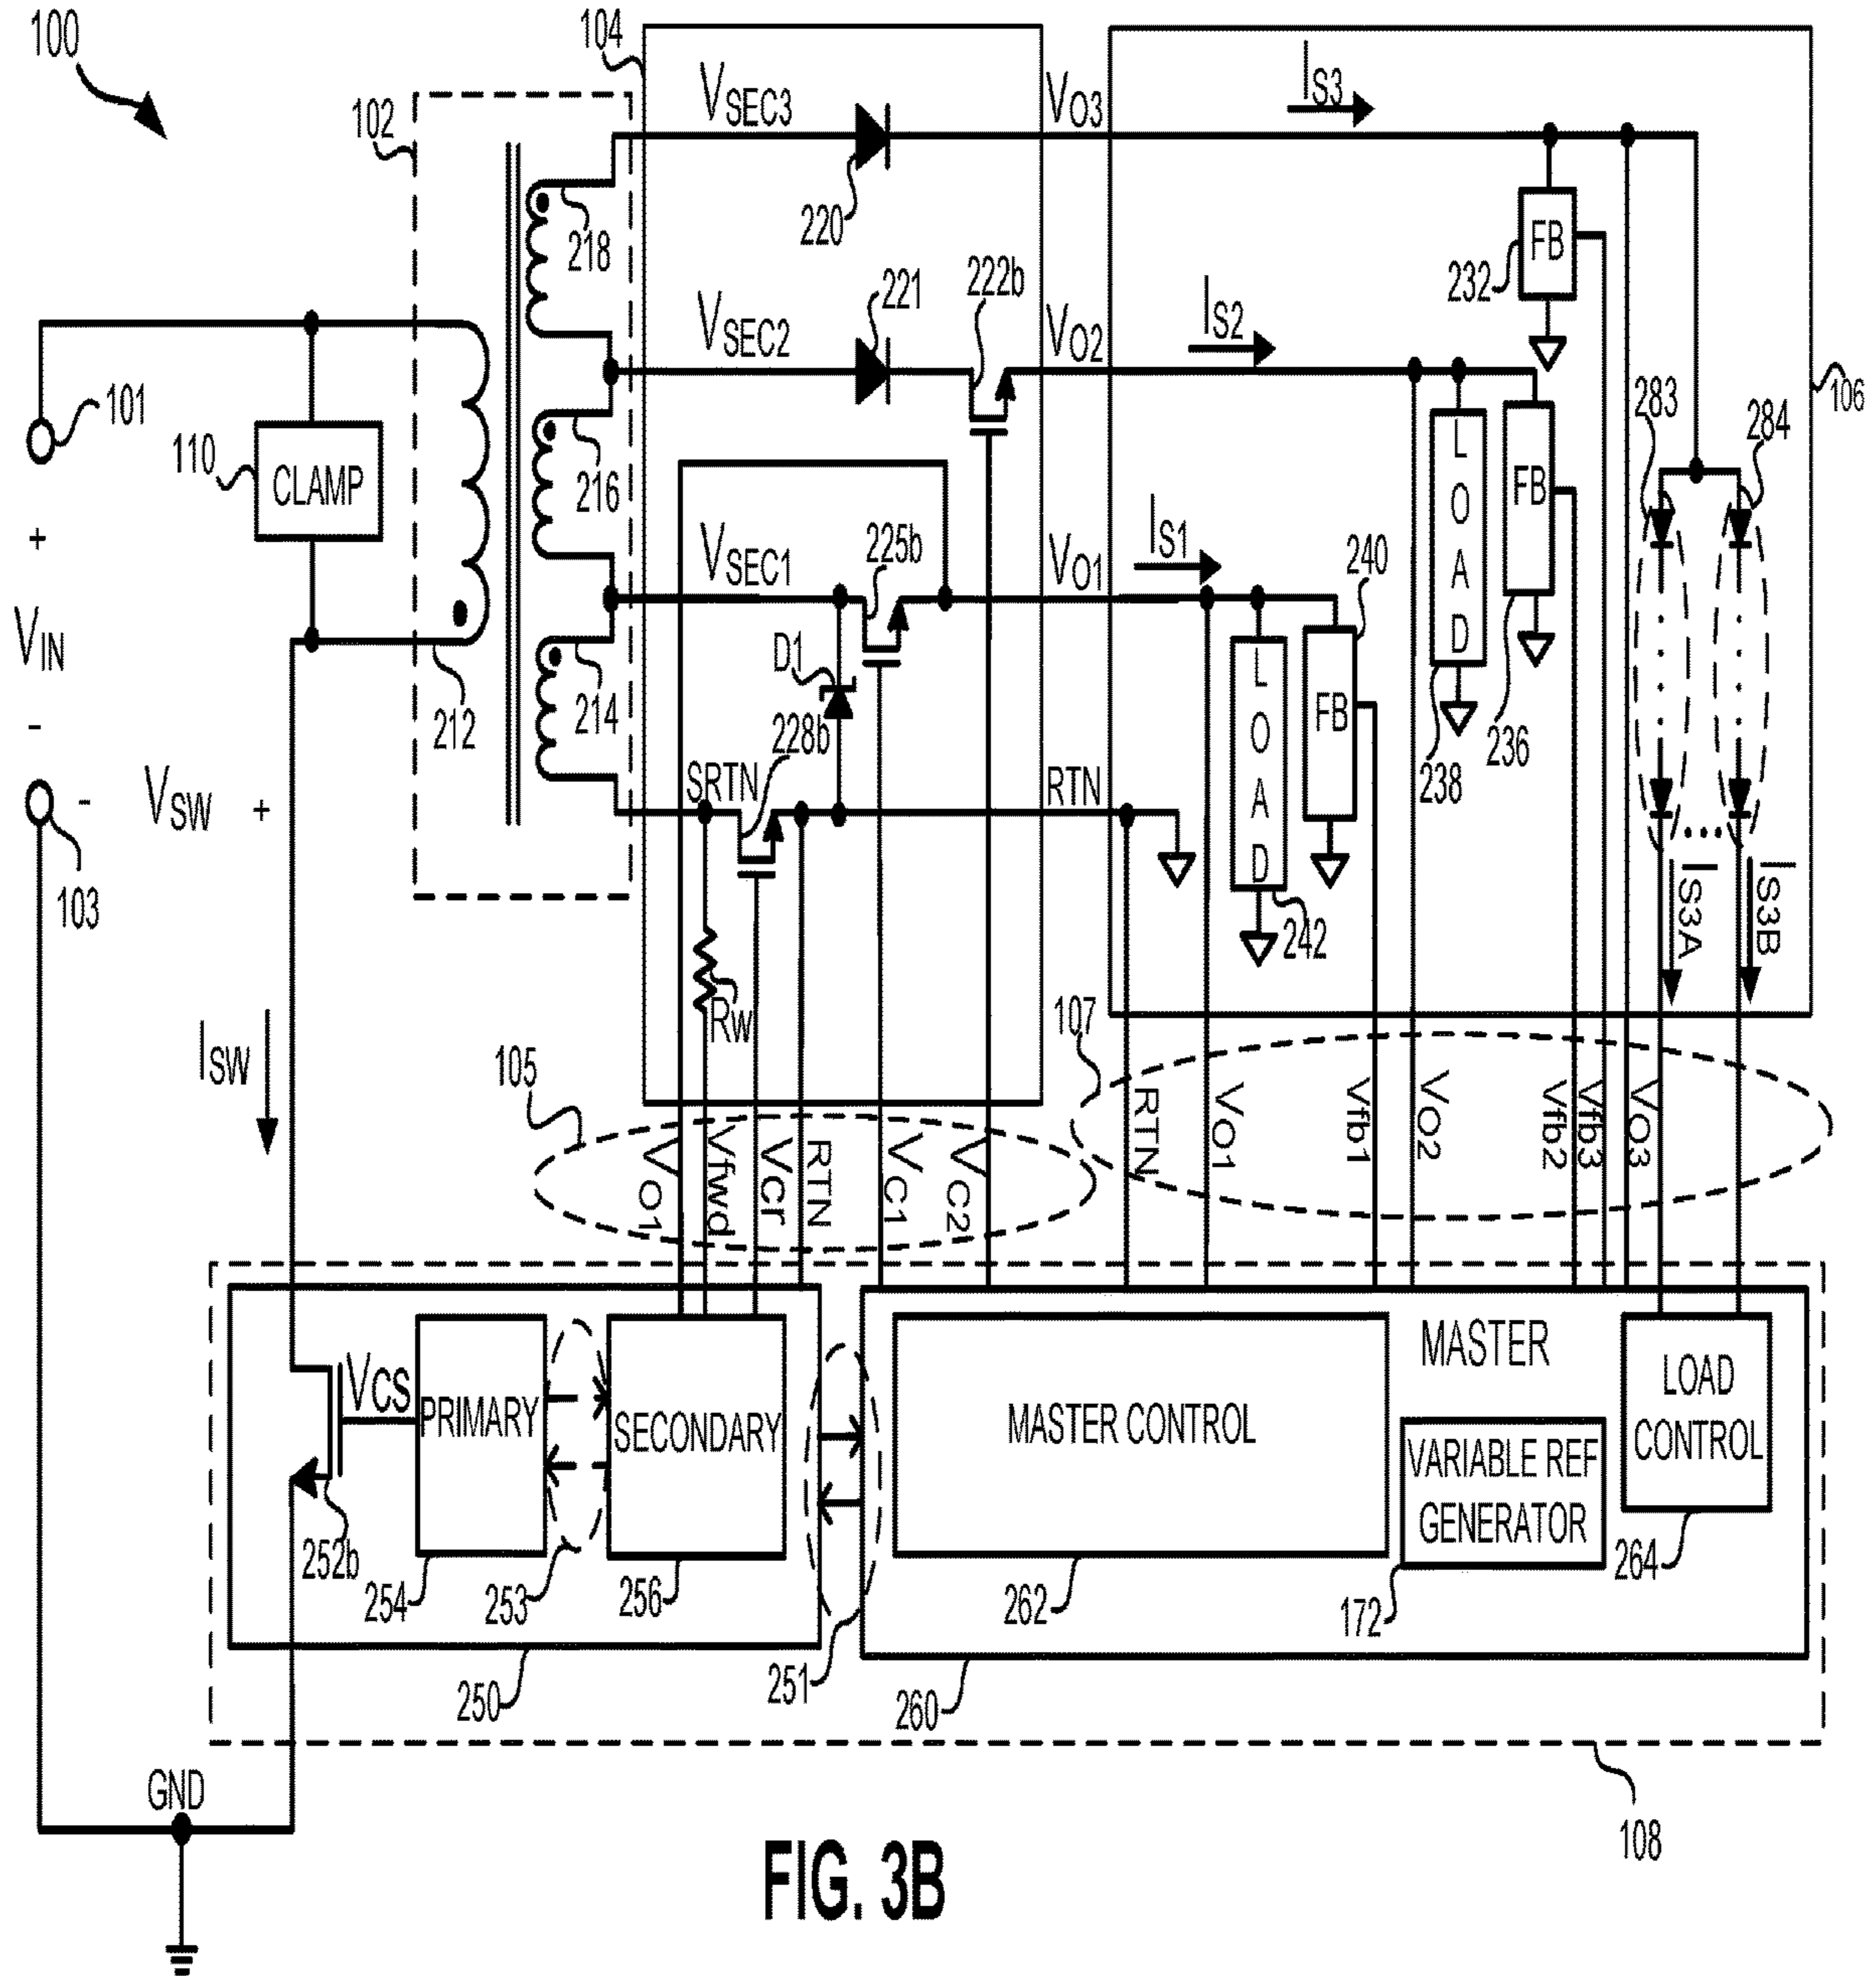 100
102
104
VSEC3
VO3
IS3
220
218
FB
232
221
222b
VSEC2
VO2
IS2
101
110
CLAMP
216
LOAD
FB
283
284
106
+
VIN
-
VSEC1
225b
VO1
IS1
240
D1
228b
214
212
LOAD
FB
238
236
SRTN
RTN
- VSW +
103
RW
242
IS3A
IS3B
ISW
105
107
VO1
Vfwd
Vcr
RTN
VC1
VC2
RTN
VO1
Vfb1
VO2
Vfb2
Vfb3
VO3
VCS
PRIMARY
SECONDARY
MASTER CONTROL
MASTER
LOAD CONTROL
VARIABLE REF
GENERATOR
252b
254
253
256
262
172
264
250
251
260
GND
108
FIG. 3B